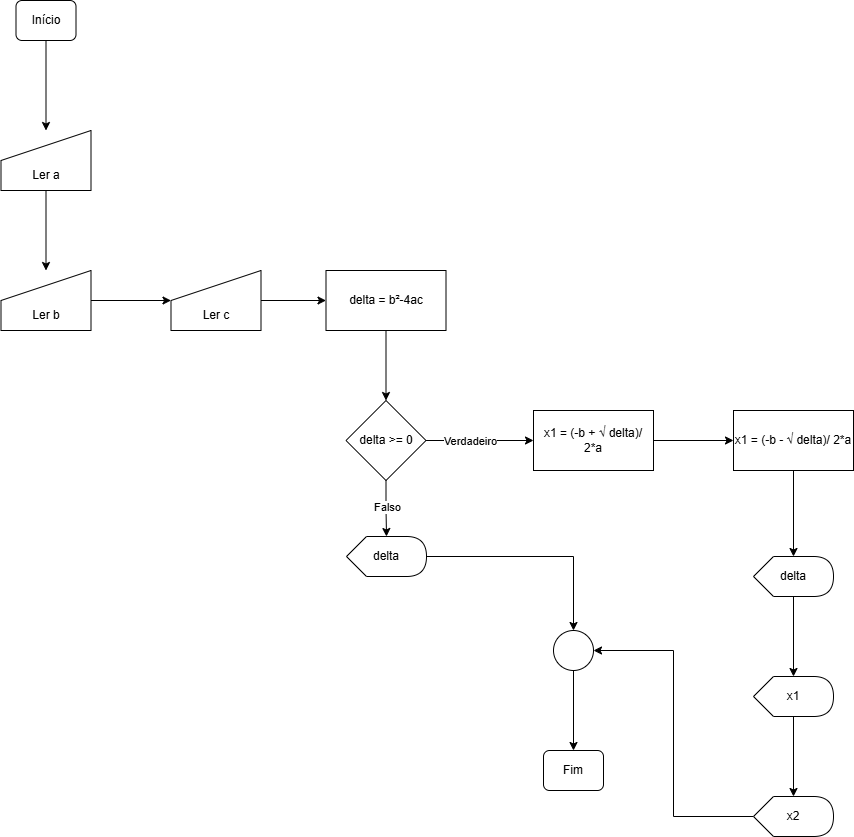 Início
Ler a
Ler b
Ler c
delta = b²-4ac
delta >= 0
Verdadeiro
x1 = (-b + √ delta)/
2*a
x1 = (-b - √ delta)/ 2*a
Falso
delta
delta
x1
x2
Fim